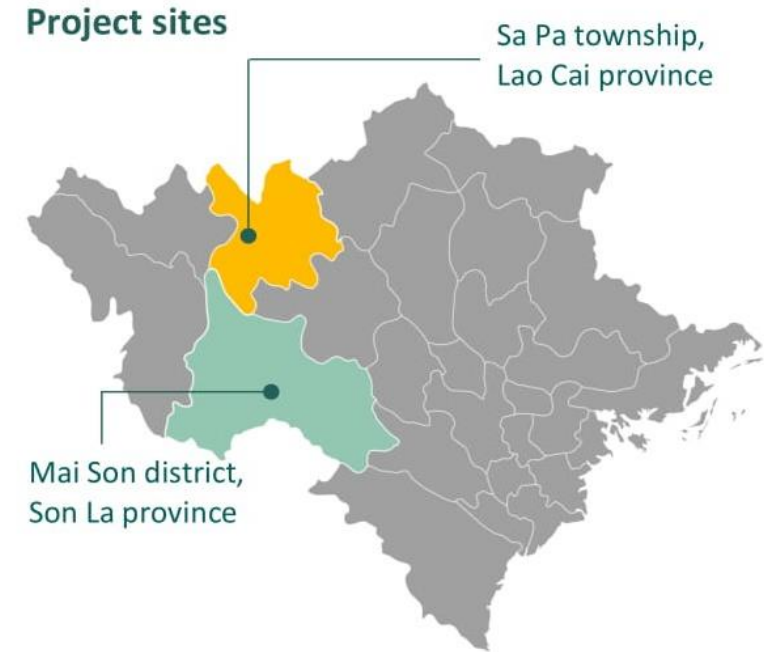 Project sites
Sa Pa township,
Lao Cai province
Mai Son district,
Son La province